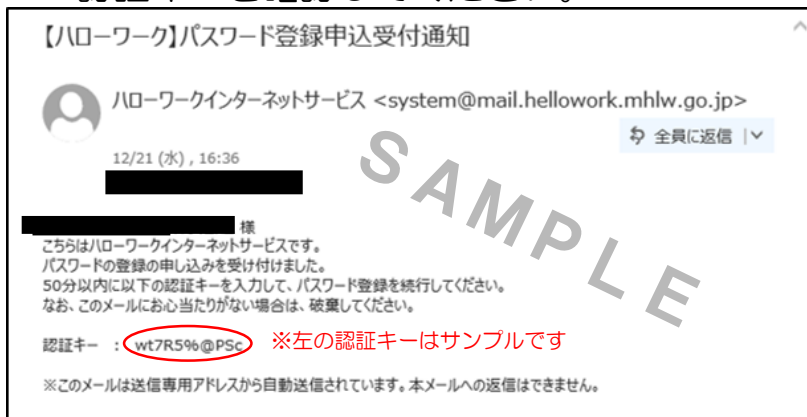 【ハローワーク】パスワード登録申込受付通知
ハローワークインターネットサービス <system@mail.hellowork.mhlw.go.jp>
全員に返信
12/21 (水) , 16:36
SAMPLE
様
こちらはハローワークインターネットサービスです。
パスワードの登録の申し込みを受け付けました。
50分以内に以下の認証キーを入力して、パスワード登録を続行してください。
なお、このメールにお心当たりがない場合は、破棄してください。
認証キー : wt7R5%@PSc ※左の認証キーはサンプルです
※このメールは送信専用アドレスから自動送信されています。本メールへの返信はできません。